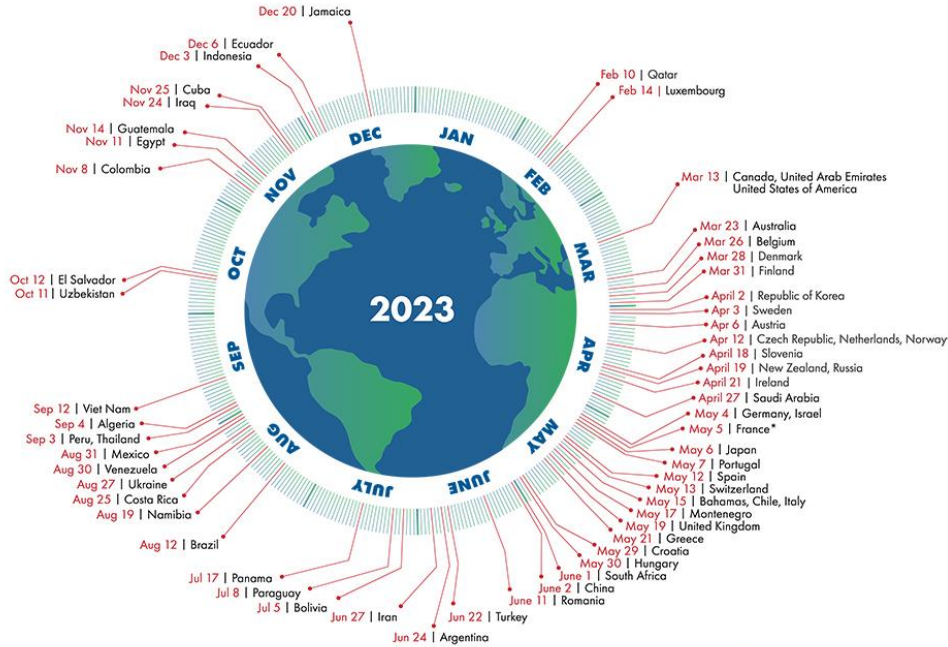 Dec 20 | Jamaica
Dec 6 | Ecuador
Dec 3 | Indonesia
Nov 25 | Cuba
Nov 24 | Iraq
Nov 14 | Guatemala
Nov 11 | Egypt
Nov 8 | Colombia
Oct 12 | El Salvador
Oct 11 | Uzbekistan
Sep 12 | Viet Nam
Sep 4 | Algeria
Sep 3 | Peru, Thailand
Aug 31 | Mexico
Aug 30 | Venezuela
Aug 27 | Ukraine
Aug 25 | Costa Rica
Aug 19 | Namibia
Aug 12 | Brazil
Jul 17 | Panama
Jul 8 | Paraguay
Jul 5 | Bolivia
Jun 27 | Iran
Jun 24 | Argentina
Jun 22 | Turkey
June 11 | Romania
June 2 | China
June 1 | South Africa
May 30 | Hungary
May 29 | Croatia
May 21 | Greece
May 19 | United Kingdom
May 17 | Montenegro
May 15 | Bahamas, Chile, Italy
May 13 | Switzerland
May 12 | Spain
May 7 | Portugal
May 6 | Japan
May 5 | France*
May 4 | Germany, Israel
April 27 | Saudi Arabia
April 21 | Ireland
April 19 | New Zealand, Russia
April 18 | Slovenia
Apr 12 | Czech Republic, Netherlands, Norway
Apr 6 | Austria
Apr 3 | Sweden
April 2 | Republic of Korea
Mar 31 | Finland
Mar 28 | Denmark
Mar 26 | Belgium
Mar 23 | Australia
Mar 13 | Canada, United Arab Emirates
United States of America
Feb 14 | Luxembourg
Feb 10 | Qatar
JAN
FEB
MAR
APR
MAY
JUNE
JULY
AUG
SEP
OCT
NOV
DEC
2023